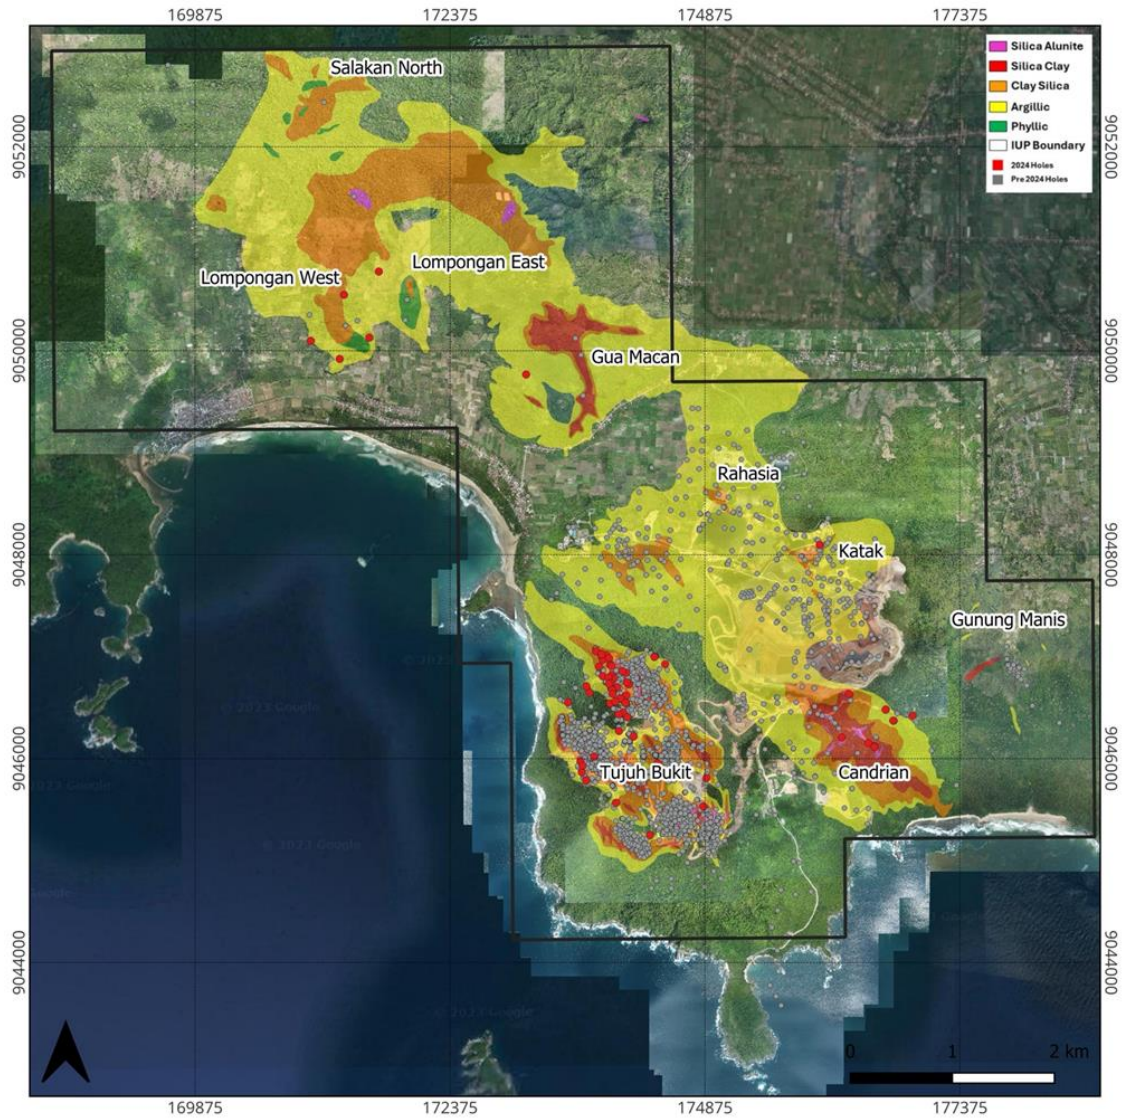 169875 172375 174875 177375
Silica Alunite
Silica Clay
Clay Silica
Argillic
Phyllic
IUP Boundary
2024 Holes
Pre 2024 Holes
Salakan North
9052000 9052000
Lompongan West
Lompongan East
9050000 9050000
Gua Macan
Rahasia
9048000 9048000
Katak
Gunung Manis
© 2023 Google
9046000 9046000
Tujuh Bukit
Candrian
© 2023 Google
9044000 9044000
© 2023 Google
0 1 2 km
169875 172375 174875 177375